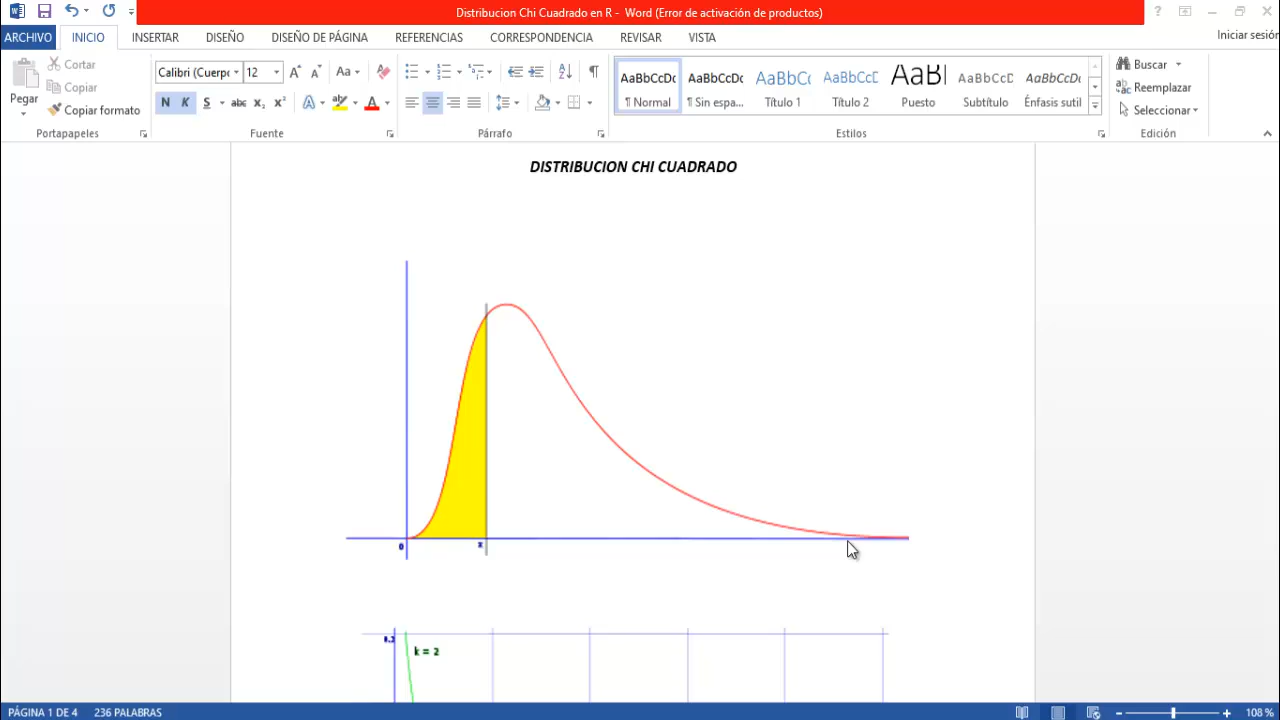 Distribucion Chi Cuadrado en R - Word (Error de activación de productos)
ARCHIVO INICIO INSERTAR DISEÑO DISEÑO DE PÁGINA REFERENCIAS CORRESPONDENCIA REVISAR VISTA Iniciar sesión
Pegar
Cortar
Copiar
Copiar formato
Portapapeles
Calibri (Cuerp 12
Aa
N K S abc x₂ x² A A
Fuente
Párrafo
AaBbCcDc AaBbCcDc AaBbCc AaBbCcD AaBl AaBbCcD AaBbCcDc
¶ Normal ¶ Sin espa... Título 1 Título 2 Puesto Subtítulo Énfasis sutil
Estilos
Buscar
Reemplazar
Seleccionar
Edición
DISTRIBUCION CHI CUADRADO
0 x
0.2
k = 2
PÁGINA 1 DE 4 236 PALABRAS 108 %